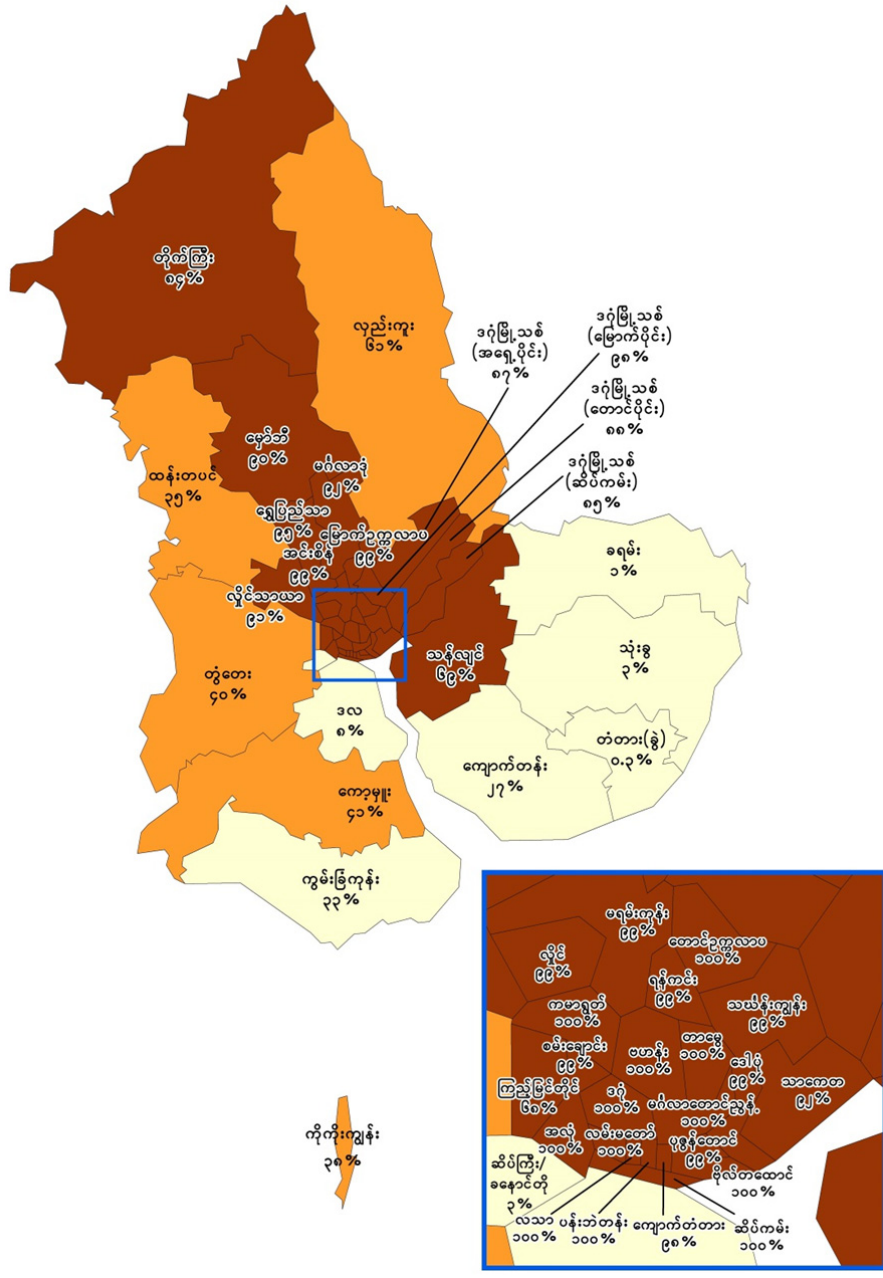 တိုက်ကြီး
၈၄%
လှည်းကူး
၆၁%
ဒဂုံမြို့သစ်
(အရှေ့ပိုင်း)
၈၇%
ဒဂုံမြို့သစ်
(မြောက်ပိုင်း)
၉၈%
ဒဂုံမြို့သစ်
(တောင်ပိုင်း)
၈၈%
ဒဂုံမြို့သစ်
(ဆိပ်ကမ်း)
၈၅%
မှော်ဘီ
၉၀%
မင်္ဂလာဒုံ
၉၂%
ထန်းတပင်
၃၅%
ရွှေပြည်သာ
၉၅%
မြောက်ဥက္ကလာပ
၉၉%
အင်းစိန်
၉၉%
လှိုင်သာယာ
၉၁%
ခရမ်း
၁%
သုံးခွ
၃%
သန်လျင်
၆၉%
တွံတေး
၄၀%
ဒလ
၈%
တံတား(ခွဲ)
၀.၃%
ကျောက်တန်း
၂၇%
ကော့မှူး
၄၁%
ကွမ်းခြံကုန်း
၃၃%
ကိုကိုးကျွန်း
၃၈%
မရမ်းကုန်း
၉၉%
တောင်ဥက္ကလာပ
၁၀၀%
လှိုင်
၉၉%
ရန်ကင်း
၉၉%
သင်္ဃန်းကျွန်း
၉၉%
ကမာရွတ်
၁၀၀%
တာမွေ
၁၀၀%
စမ်းချောင်း
၉၉%
ဗဟန်း
၁၀၀%
ဒေါပုံ
၉၉%
သာကေတ
၉၂%
ကြည့်မြင်တိုင်
၆၈%
ဒဂုံ
၁၀၀%
မင်္ဂလာတောင်ညွန့်
၁၀၀%
အလုံ
၁၀၀%
လမ်းမတော်
၁၀၀%
ပုဇွန်တောင်
၉၉%
ဗိုလ်တထောင်
၁၀၀%
ဆိပ်ကြီး/
ခနောင်တို
၃%
လသာ
၁၀၀%
ပန်းဘဲတန်း
၁၀၀%
ကျောက်တံတား
၉၈%
ဆိပ်ကမ်း
၁၀၀%